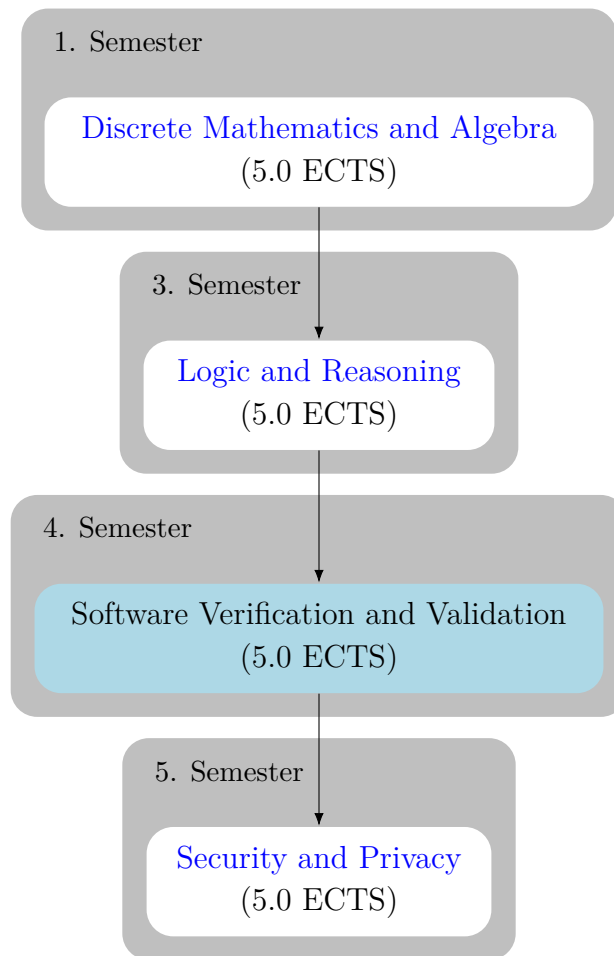 1. Semester
Discrete Mathematics and Algebra
(5.0 ECTS)
3. Semester
Logic and Reasoning
(5.0 ECTS)
4. Semester
Software Verification and Validation
(5.0 ECTS)
5. Semester
Security and Privacy
(5.0 ECTS)